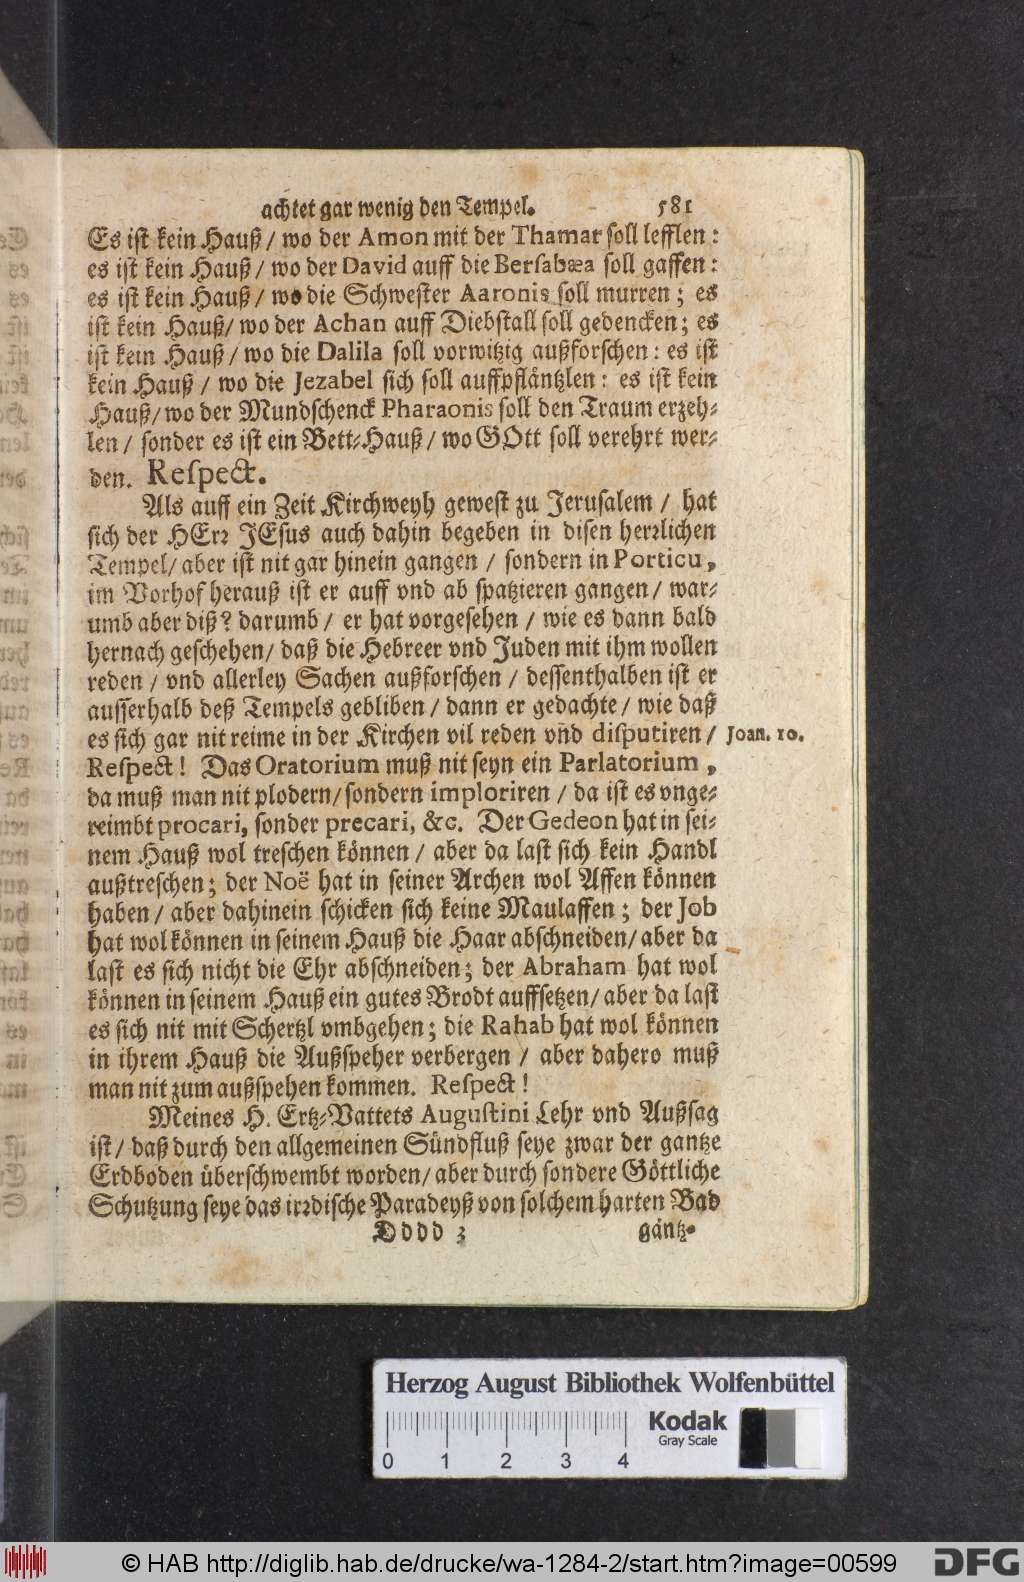 achtet gar wenig den Tempel. 581
Es ist kein Hauß / wo der Amon mit der Thamar soll lefflen:
es ist kein Hauß / wo der David auff die Bersabæa soll gaffen:
es ist kein Hauß / wo die Schwester Aaronis soll murren; es
ist kein Hauß / wo der Achan auff Diebstall soll gedencken; es
ist kein Hauß / wo die Dalila soll vorwitzig außforschen: es ist
kein Hauß / wo die Jezabel sich soll auffpfläntzlen: es ist kein
Hauß / wo der Mundschenck Pharaonis soll den Traum erzeh-
len / sonder es ist ein Bett-Hauß / wo GOtt soll verehrt wer-
den. Respect.
Als auff ein Zeit Kirchweyh gewest zu Jerusalem / hat
sich der HErr JEsus auch dahin begeben in disen herrlichen
Tempel / aber ist nit gar hinein gangen / sondern in Porticu,
im Vorhof herauß ist er auff vnd ab spatzieren gangen / war-
umb aber diß? darumb / er hat vorgesehen / wie es dann bald
hernach geschehen / daß die Hebreer vnd Juden mit ihm wollen
reden / vnd allerley Sachen außforschen / dessenthalben ist er
ausserhalb deß Tempels gebliben / dann er gedachte / wie daß
es sich gar nit reime in der Kirchen vil reden vnd disputiren / Joan. 10.
Respect! Das Oratorium muß nit seyn ein Parlatorium,
da muß man nit plodern / sondern imploriren / da ist es vnge-
reimbt procari, sonder precari, &c. Der Gedeon hat in sei-
nem Hauß wol treschen können / aber da last sich kein Handl
außtreschen; der Noë hat in seiner Archen wol Affen können
haben / aber dahinein schicken sich keine Maulaffen; der Job
hat wol können in seinem Hauß die Haar abschneiden / aber da
last es sich nicht die Ehr abschneiden; der Abraham hat wol
können in seinem Hauß ein gutes Brodt auffsetzen / aber da last
es sich nit mit Schertzl vmbgehen; die Rahab hat wol können
in ihrem Hauß die Außspeher verbergen / aber dahero muß
man nit zum außspehen kommen. Respect!
Meines H. Ertz-Vattets Augustini Lehr vnd Außsag
ist / daß durch den allgemeinen Sündfluß seye zwar der gantze
Erdboden überschwembt worden / aber durch sondere Göttliche
Schutzung seye das irrdische Paradeyß von solchem harten Bad
Dddd 3 gäntz-
Herzog August Bibliothek Wolfenbüttel
Kodak
Gray Scale
0 1 2 3 4
© HAB http://diglib.hab.de/drucke/wa-1284-2/start.htm?image=00599
DFG